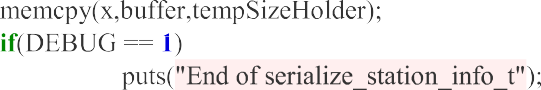 memcpy(x,buffer,tempSizeHolder);
if(DEBUG == 1)
puts("End of serialize_station_info_t");